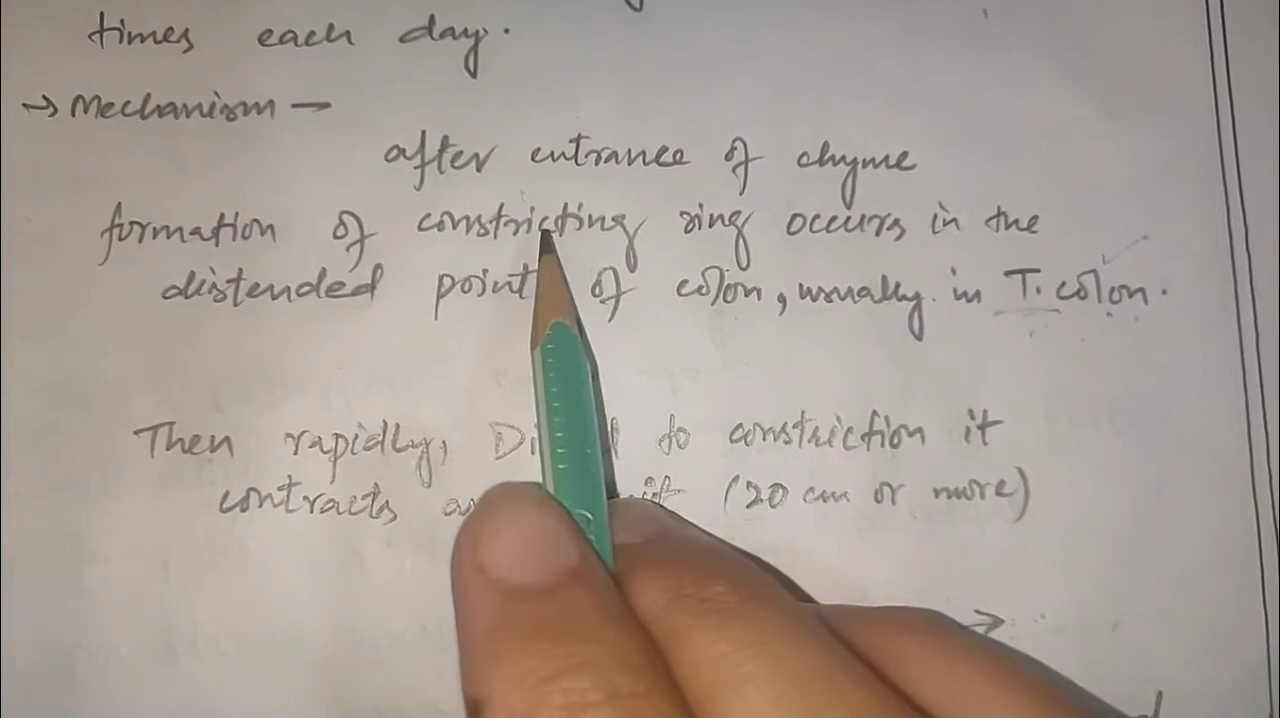 times each day.
→ Mechanism —
after entrance of chyme
formation of constricting ring occurs in the
distended point of colon, usually in T. colon.
Then rapidly, to constriction it
contracts (20 cm or more)
→